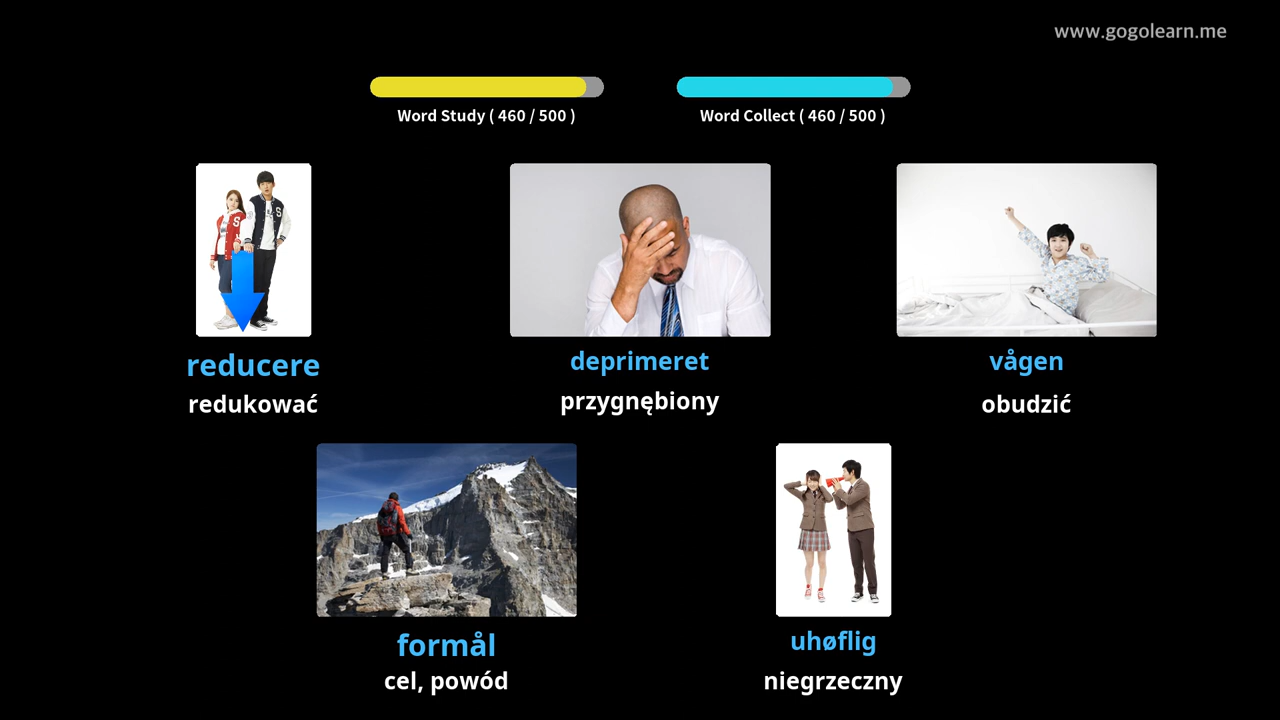 www.gogolearn.me
Word Study ( 460 / 500 )
Word Collect ( 460 / 500 )
reducere
redukować
deprimeret
przygnębiony
vågen
obudzić
formål
cel, powód
uhøflig
niegrzeczny